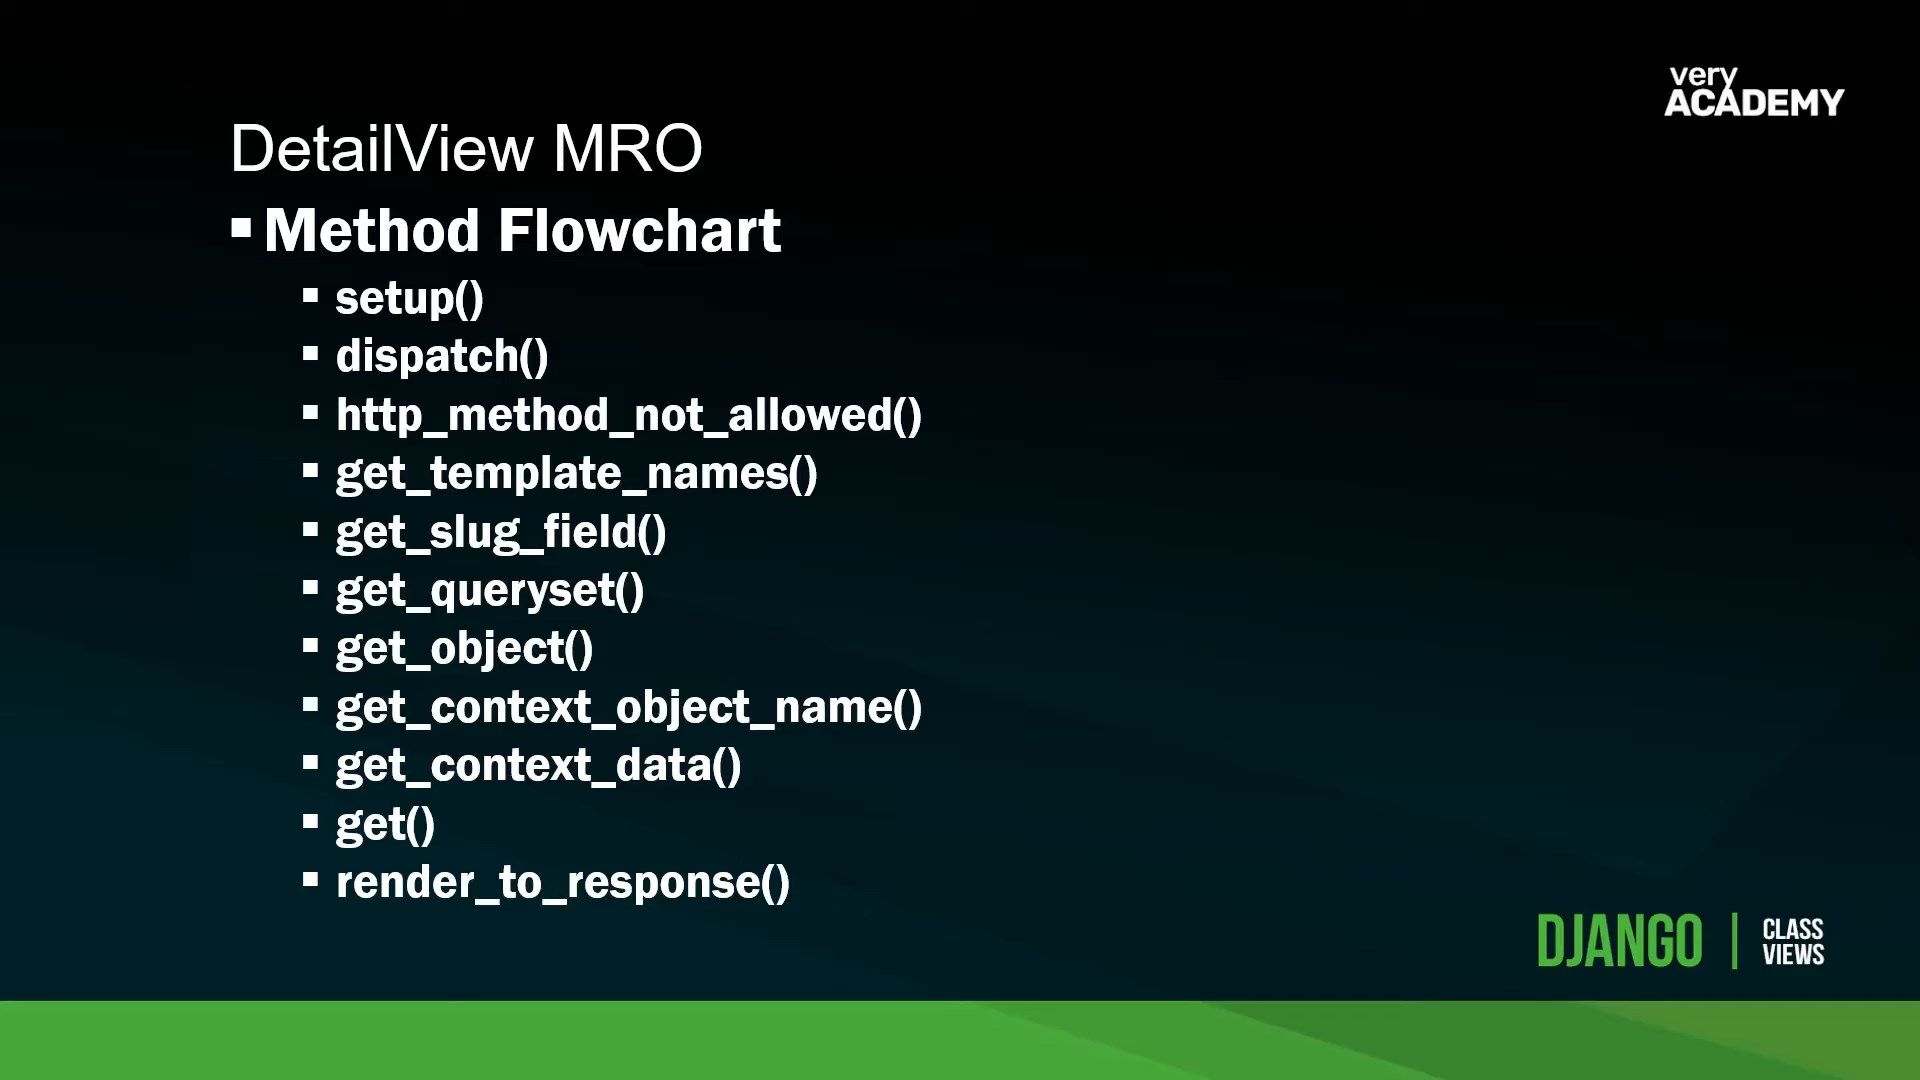 very
ACADEMY
DetailView MRO
▪ Method Flowchart
▪ setup()
▪ dispatch()
▪ http_method_not_allowed()
▪ get_template_names()
▪ get_slug_field()
▪ get_queryset()
▪ get_object()
▪ get_context_object_name()
▪ get_context_data()
▪ get()
▪ render_to_response()
DJANGO | CLASS
VIEWS